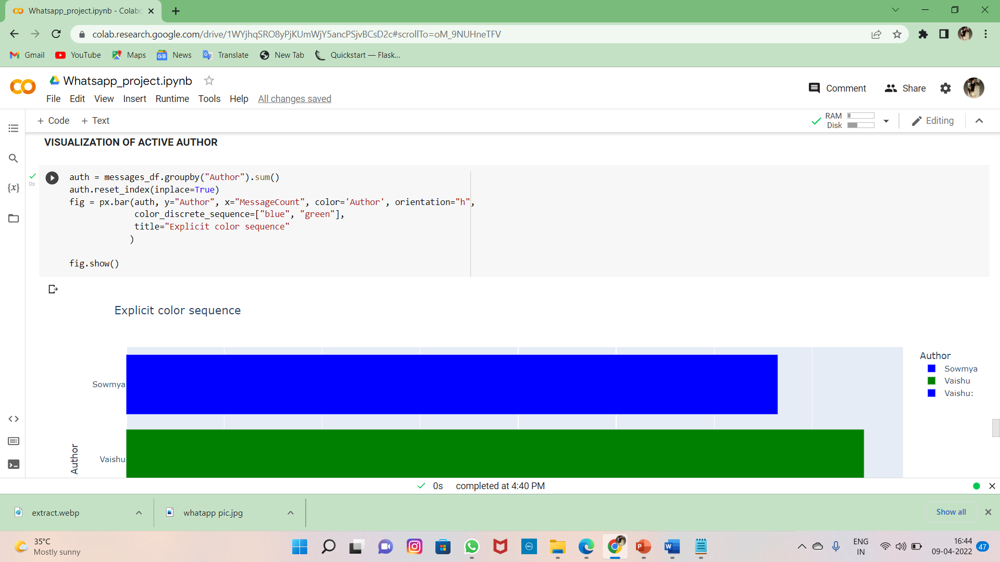 Whatsapp_project.ipynb - Colabc
colab.research.google.com/drive/1WYjhqSRO8yPjKUmWjY5ancPSjvBCsD2c#scrollTo=oM_9NUHneTFV
Gmail YouTube Maps News Translate New Tab Quickstart — Flask...
Whatsapp_project.ipynb
Comment Share
File Edit View Insert Runtime Tools Help All changes saved
+ Code + Text
RAM
Disk
Editing
VISUALIZATION OF ACTIVE AUTHOR
{x}
0s
auth = messages_df.groupby("Author").sum()
auth.reset_index(inplace=True)
fig = px.bar(auth, y="Author", x="MessageCount", color='Author', orientation="h",
color_discrete_sequence=["blue", "green"],
title="Explicit color sequence"
)
fig.show()
Explicit color sequence
Author
Sowmya
Vaishu
Vaishu:
Sowmya
Vaishu
Author
0s completed at 4:40 PM
extract.webp
whatapp pic.jpg
Show all
35°C
Mostly sunny
ENG
IN
16:44
09-04-2022
47